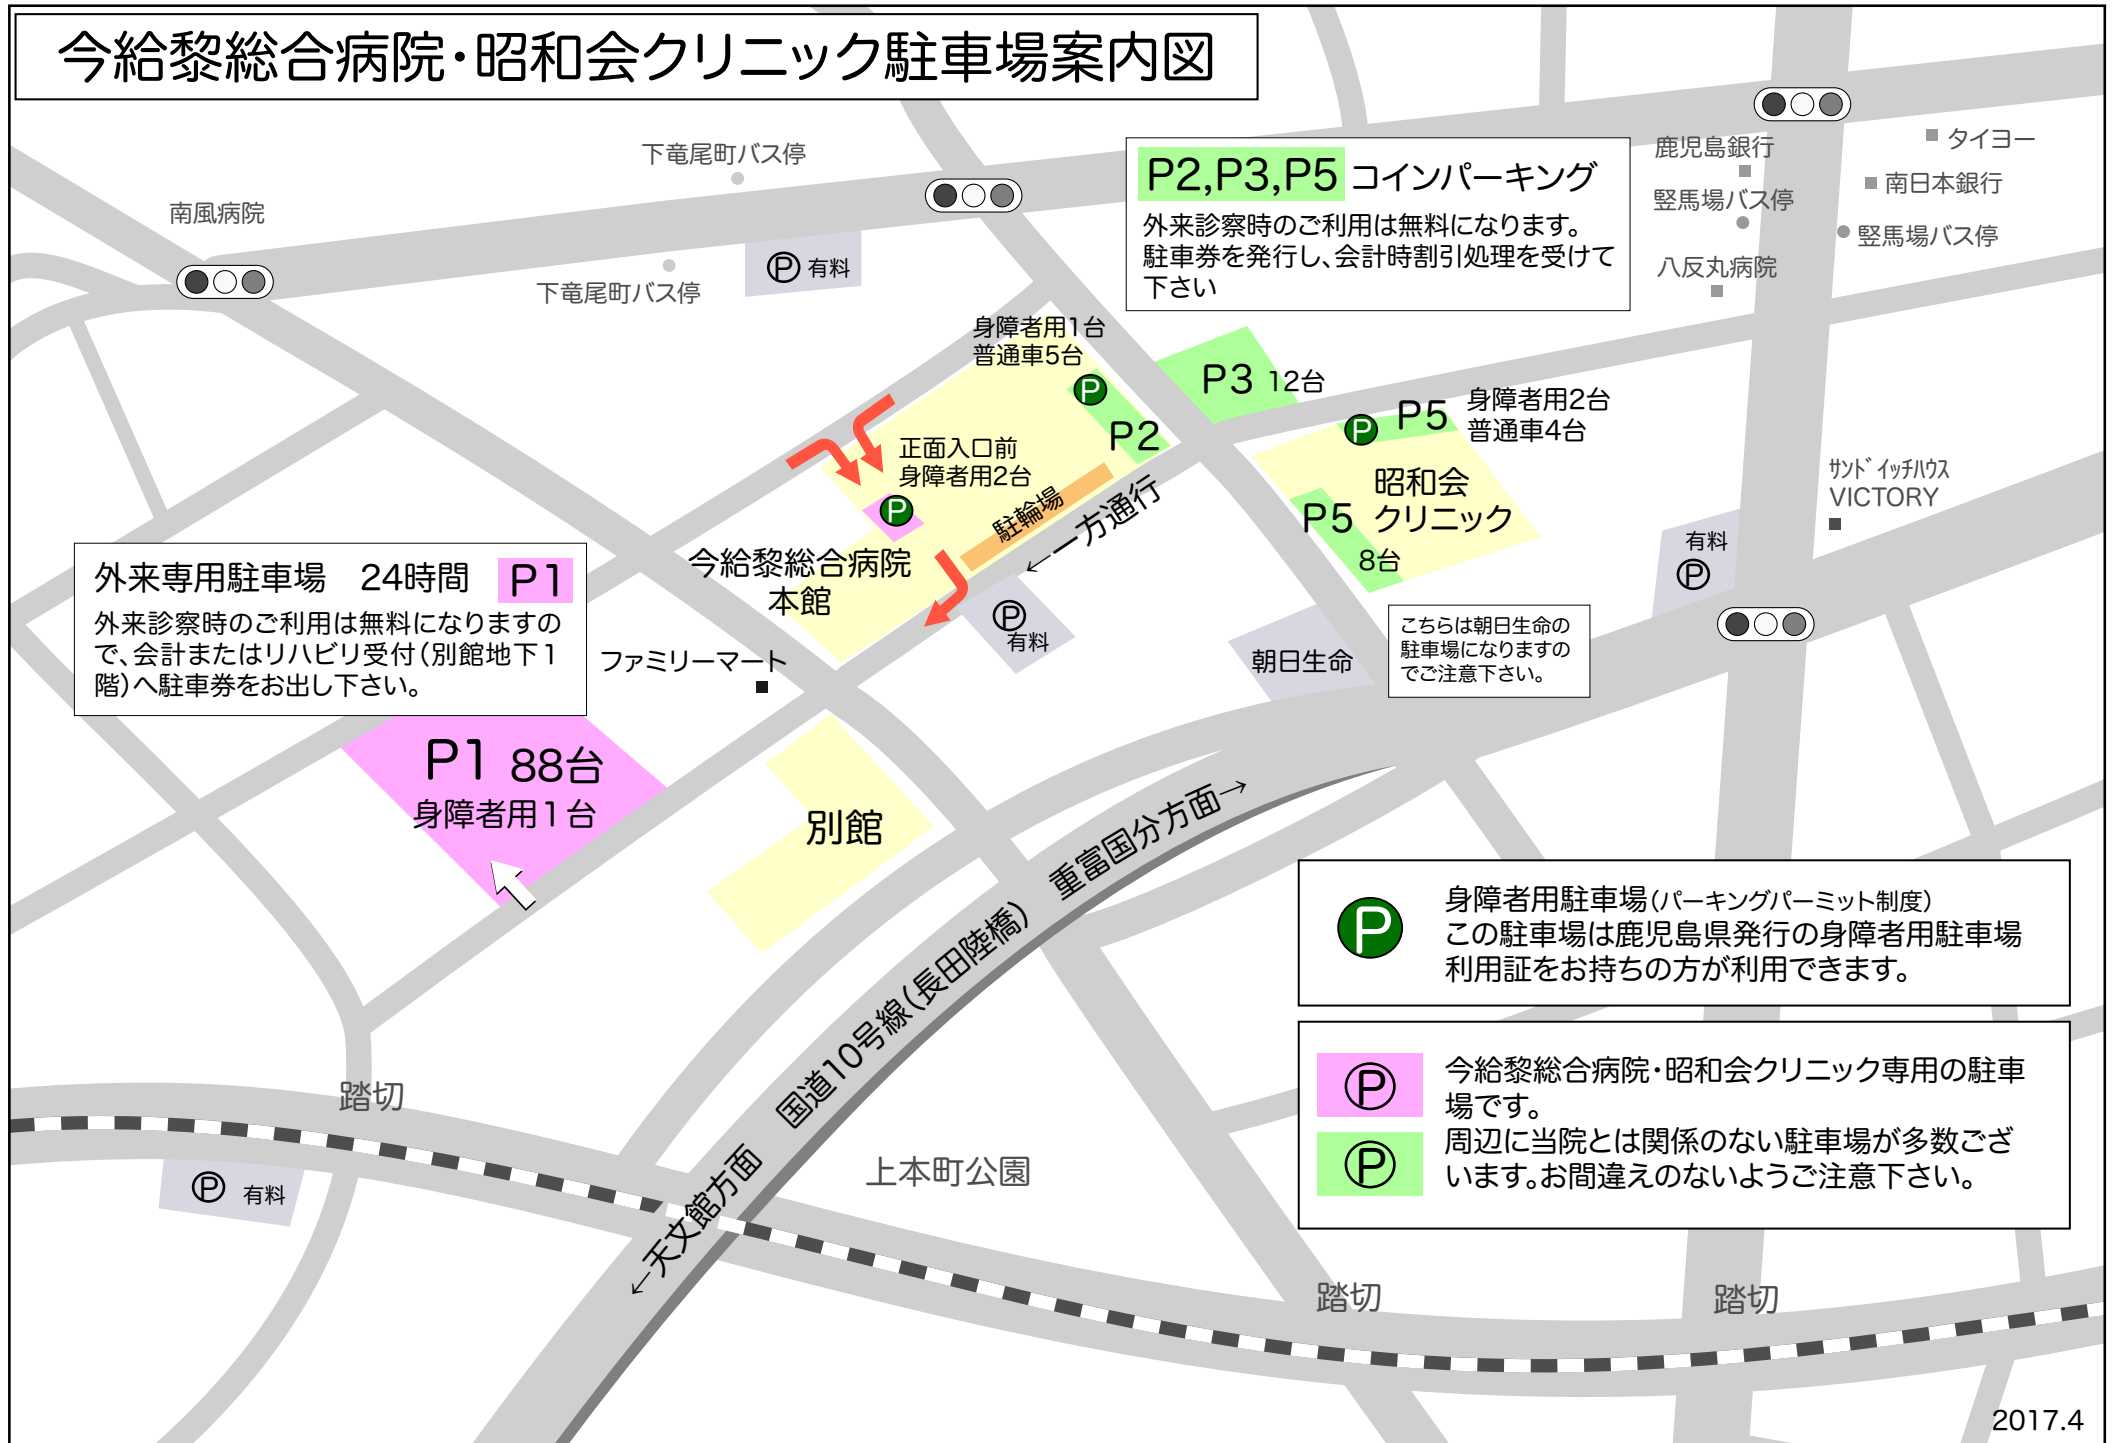 今給黎総合病院・昭和会クリニック駐車場案内図
下竜尾町バス停
南風病院
P 有料
下竜尾町バス停
P2,P3,P5 コインパーキング
外来診察時のご利用は無料になります。
駐車券を発行し、会計時割引処理を受けて
下さい
鹿児島銀行
タイヨー
南日本銀行
竪馬場バス停
竪馬場バス停
八反丸病院
身障者用1台
普通車5台
P
P2
P3 12台
P
P5
身障者用2台
普通車4台
正面入口前
身障者用2台
P
駐輪場
←一方通行
昭和会
クリニック
P5
8台
ｻﾝﾄﾞｲｯﾁﾊｳｽ
VICTORY
有料
P
外来専用駐車場　24時間 P1
外来診察時のご利用は無料になりますの
で、会計またはリハビリ受付(別館地下1
階)へ駐車券をお出し下さい。
今給黎総合病院
本館
P
有料
ファミリーマート
朝日生命
こちらは朝日生命の
駐車場になりますの
でご注意下さい。
P1 88台
身障者用1台
別館
←天文館方面　国道10号線(長田陸橋)　重富国分方面→
P
身障者用駐車場(パーキングパーミット制度)
この駐車場は鹿児島県発行の身障者用駐車場
利用証をお持ちの方が利用できます。
P
P
今給黎総合病院・昭和会クリニック専用の駐車
場です。
周辺に当院とは関係のない駐車場が多数ござ
います。お間違えのないようご注意下さい。
踏切
P 有料
上本町公園
踏切
踏切
2017.4